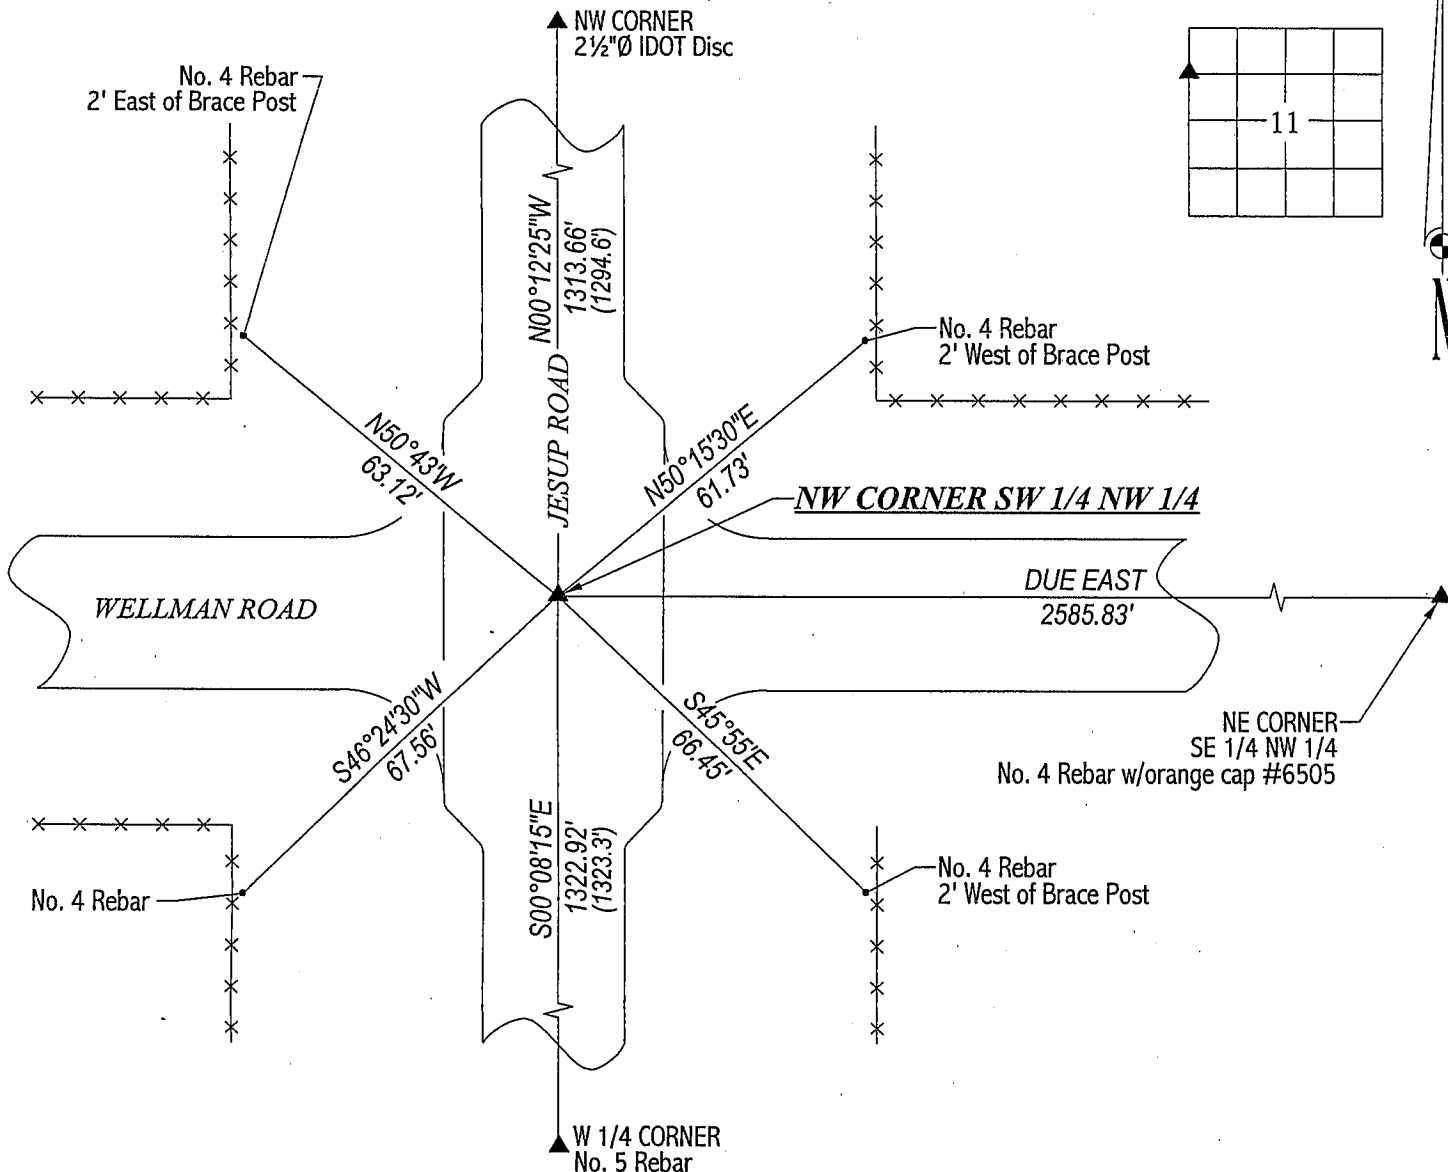 NW CORNER
2½"Ø IDOT Disc
No. 4 Rebar
2' East of Brace Post
11
N
N00°12'25"W
1313.66'
(1294.6')
No. 4 Rebar
2' West of Brace Post
JESUP ROAD
N50°43'W
63.12'
N50°15'30"E
61.73'
NW CORNER SW 1/4 NW 1/4
WELLMAN ROAD
DUE EAST
2585.83'
S46°24'30"W
67.56'
S45°55'E
66.45'
NE CORNER
SE 1/4 NW 1/4
No. 4 Rebar w/orange cap #6505
S00°08'15"E
1322.92'
(1323.3')
No. 4 Rebar
No. 4 Rebar
2' West of Brace Post
W 1/4 CORNER
No. 5 Rebar